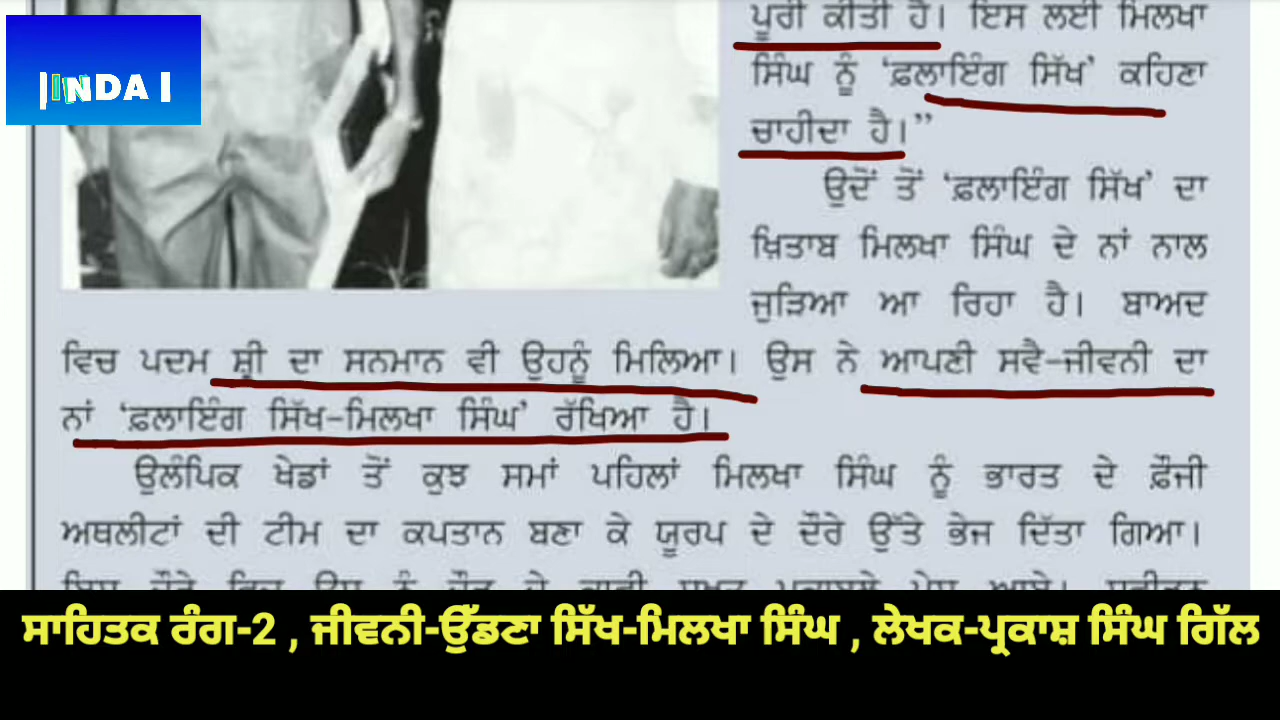 JINDA
ਪੂਰੀ ਕੀਤੀ ਹੈ। ਇਸ ਲਈ ਮਿਲਖਾ
ਸਿੰਘ ਨੂੰ ‘ਫ਼ਲਾਇੰਗ ਸਿੱਖ’ ਕਹਿਣਾ
ਚਾਹੀਦਾ ਹੈ।”
ਉਦੋਂ ਤੋਂ ‘ਫ਼ਲਾਇੰਗ ਸਿੱਖ’ ਦਾ
ਖ਼ਿਤਾਬ ਮਿਲਖਾ ਸਿੰਘ ਦੇ ਨਾਂ ਨਾਲ
ਜੁੜਿਆ ਆ ਰਿਹਾ ਹੈ। ਬਾਅਦ
ਵਿਚ ਪਦਮ ਸ਼੍ਰੀ ਦਾ ਸਨਮਾਨ ਵੀ ਉਹਨੂੰ ਮਿਲਿਆ। ਉਸ ਨੇ ਆਪਣੀ ਸਵੈ-ਜੀਵਨੀ ਦਾ
ਨਾਂ ‘ਫ਼ਲਾਇੰਗ ਸਿੱਖ-ਮਿਲਖਾ ਸਿੰਘ’ ਰੱਖਿਆ ਹੈ।
ਉਲੰਪਿਕ ਖੇਡਾਂ ਤੋਂ ਕੁਝ ਸਮਾਂ ਪਹਿਲਾਂ ਮਿਲਖਾ ਸਿੰਘ ਨੂੰ ਭਾਰਤ ਦੇ ਫ਼ੌਜੀ
ਅਥਲੀਟਾਂ ਦੀ ਟੀਮ ਦਾ ਕਪਤਾਨ ਬਣਾ ਕੇ ਯੂਰਪ ਦੇ ਦੌਰੇ ਉੱਤੇ ਭੇਜ ਦਿੱਤਾ ਗਿਆ।
ਸਾਹਿਤਕ ਰੰਗ-2 , ਜੀਵਨੀ-ਉੱਡਣਾ ਸਿੱਖ-ਮਿਲਖਾ ਸਿੰਘ , ਲੇਖਕ-ਪ੍ਰਕਾਸ਼ ਸਿੰਘ ਗਿੱਲ